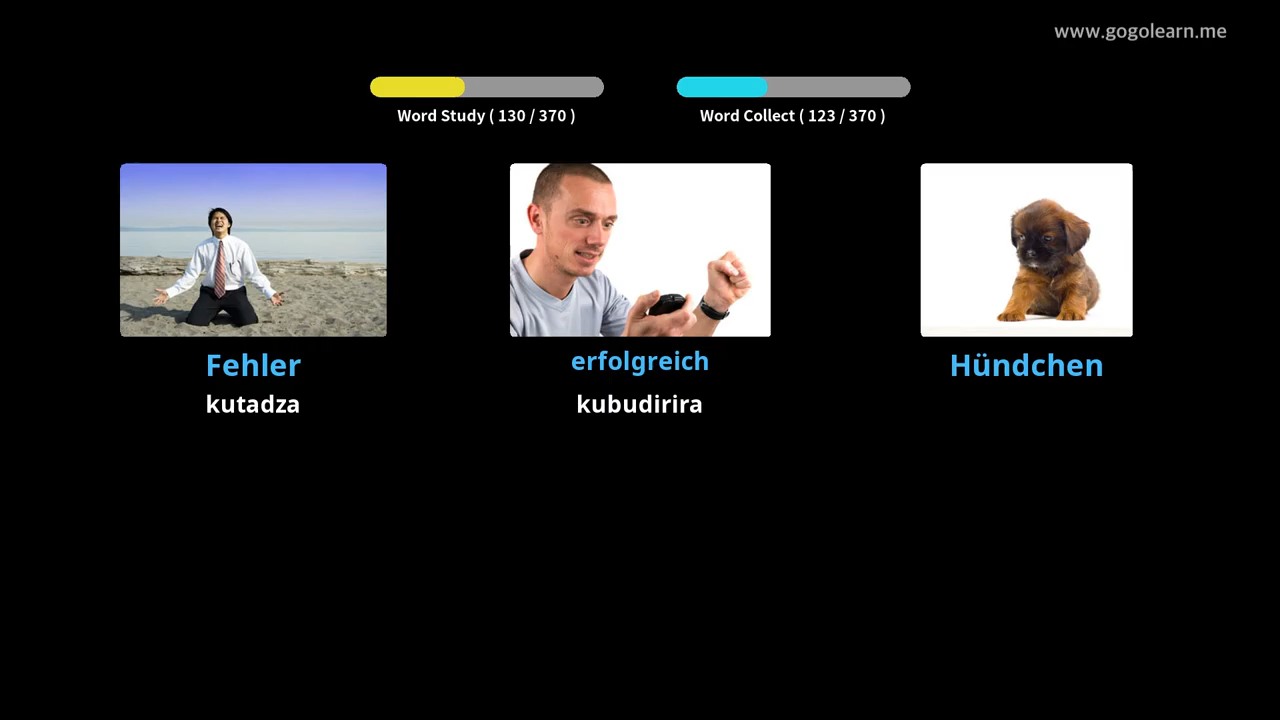 www.gogolearn.me
Word Study ( 130 / 370 )
Word Collect ( 123 / 370 )
Fehler
kutadza
erfolgreich
kubudirira
Hündchen